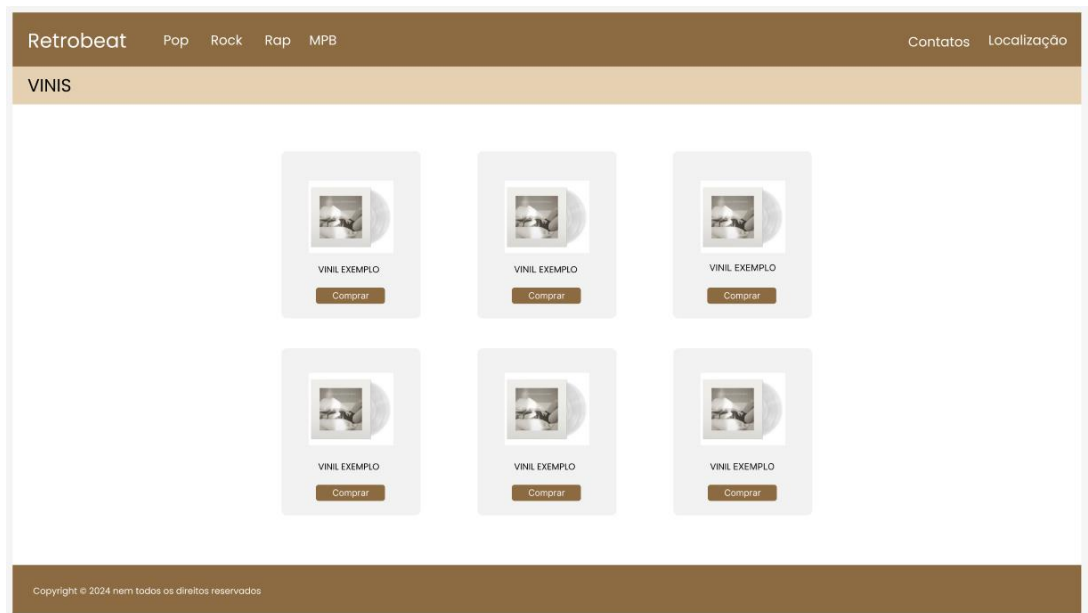 Retrobeat Pop Rock Rap MPB Contatos Localização
VINIS
VINIL EXEMPLO VINIL EXEMPLO VINIL EXEMPLO
Comprar Comprar Comprar
VINIL EXEMPLO VINIL EXEMPLO VINIL EXEMPLO
Comprar Comprar Comprar
Copyright © 2024 nem todos os direitos reservados